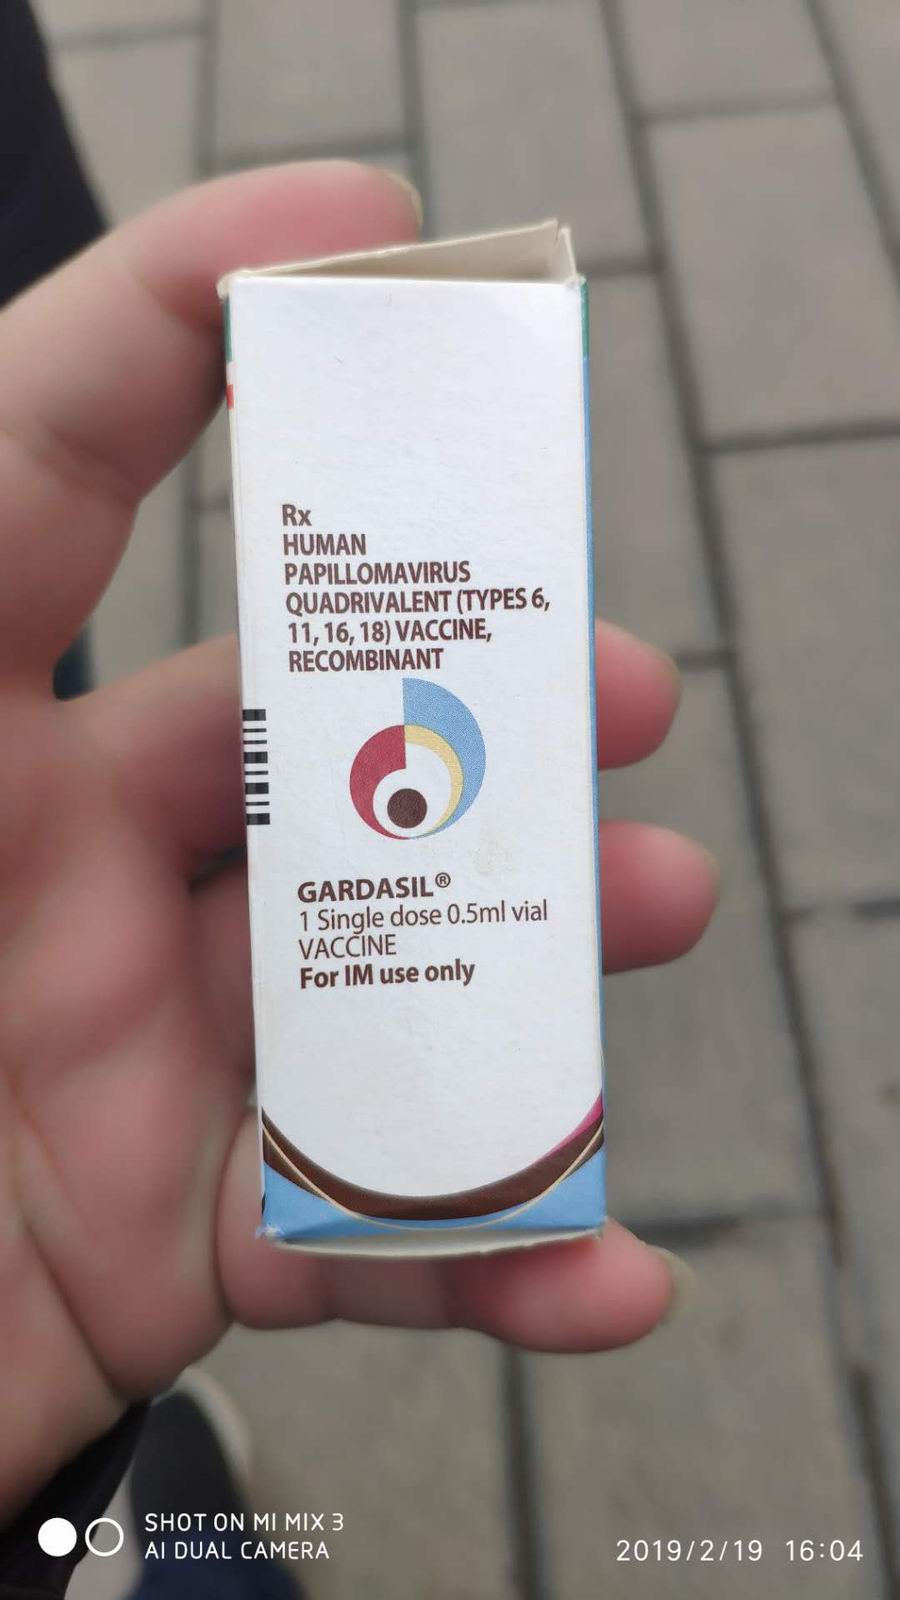 Rx
HUMAN
PAPILLOMAVIRUS
QUADRIVALENT (TYPES 6,
11, 16, 18) VACCINE,
RECOMBINANT
GARDASIL®
1 Single dose 0.5ml vial
VACCINE
For IM use only
SHOT ON MI MIX 3
AI DUAL CAMERA
2019/2/19 16:04